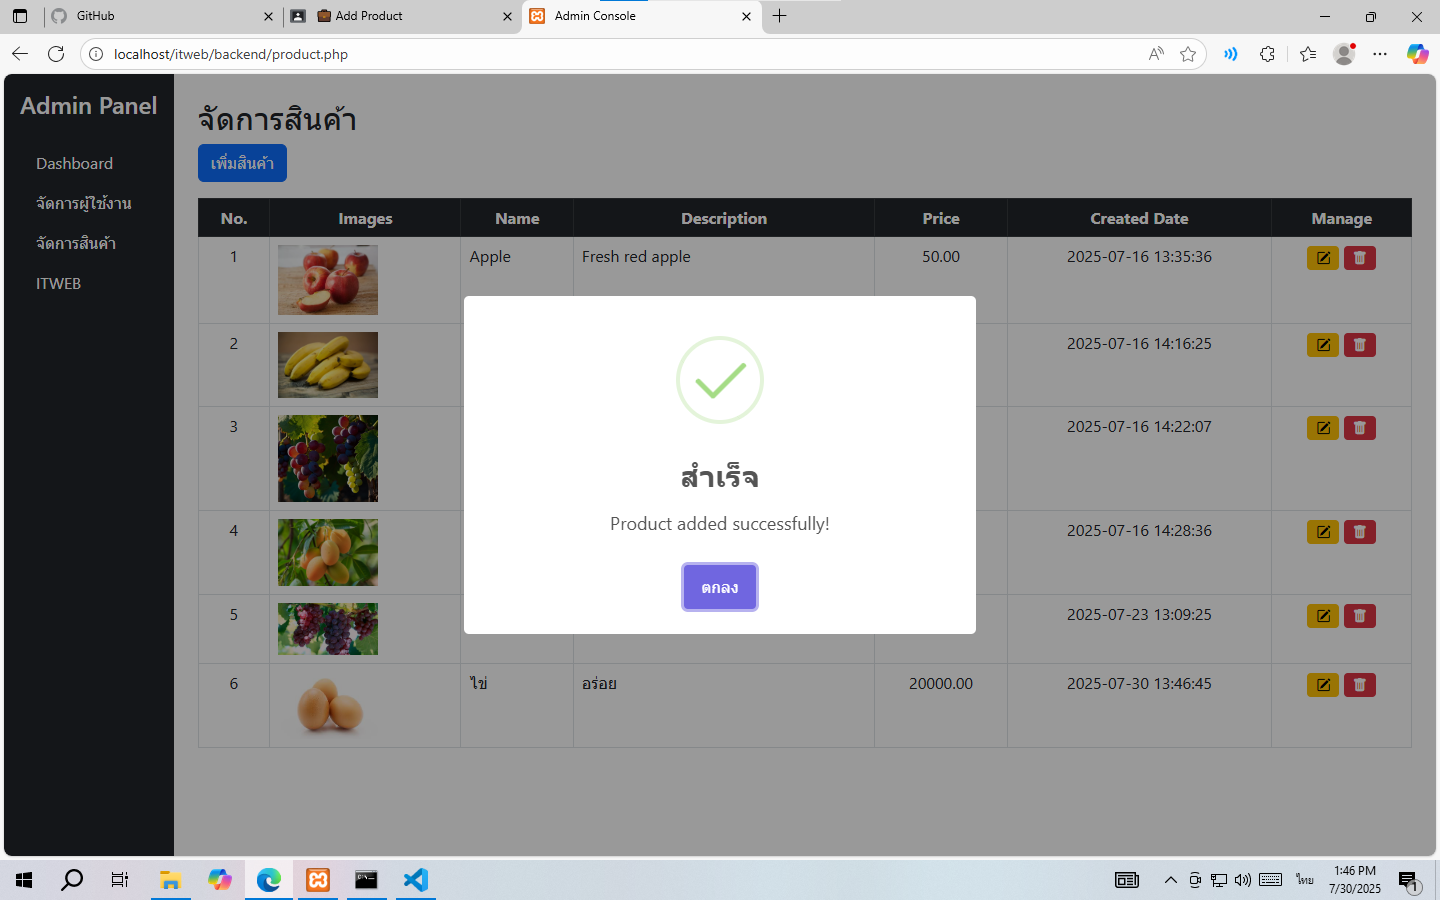 GitHub
Add Product
Admin Console
localhost/itweb/backend/product.php
Admin Panel
Dashboard
จัดการผู้ใช้งาน
จัดการสินค้า
ITWEB
จัดการสินค้า
เพิ่มสินค้า
No. Images Name Description Price Created Date Manage
1 Apple Fresh red apple 50.00 2025-07-16 13:35:36
2 2025-07-16 14:16:25
3 2025-07-16 14:22:07
4 2025-07-16 14:28:36
5 2025-07-23 13:09:25
6 ไข่ อร่อย 20000.00 2025-07-30 13:46:45
สำเร็จ
Product added successfully!
ตกลง
ไทย
1:46 PM
7/30/2025
1